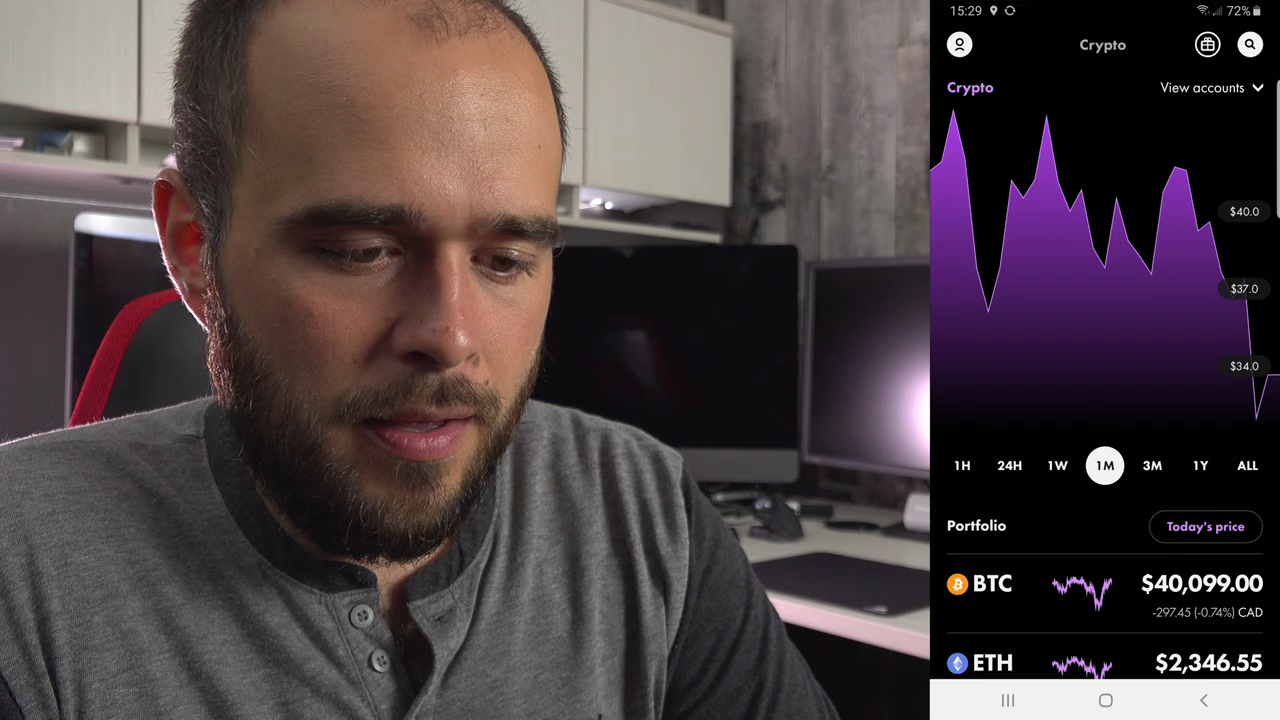 15:29 72%
Crypto
Crypto View accounts
$40.0
$37.0
$34.0
1H 24H 1W 1M 3M 1Y ALL
Portfolio Today's price
BTC $40,099.00
-297.45 (-0.74%) CAD
ETH $2,346.55